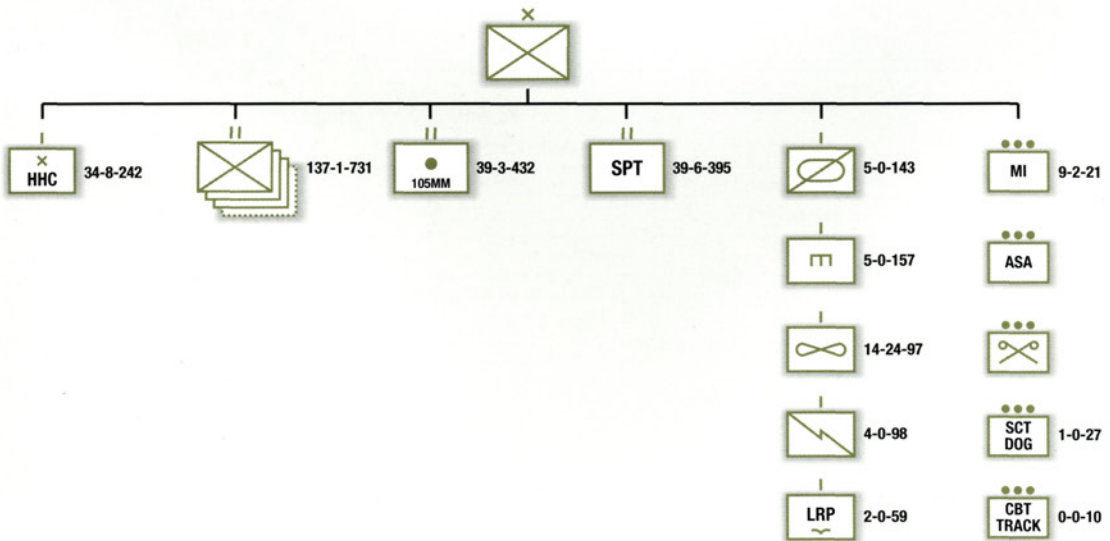 HHC
34-8-242
137-1-731
105MM
39-3-432
SPT
39-6-395
5-0-143
MI
9-2-21
5-0-157
ASA
14-24-97
4-0-98
SCT
DOG
1-0-27
LRP
2-0-59
CBT
TRACK
0-0-10